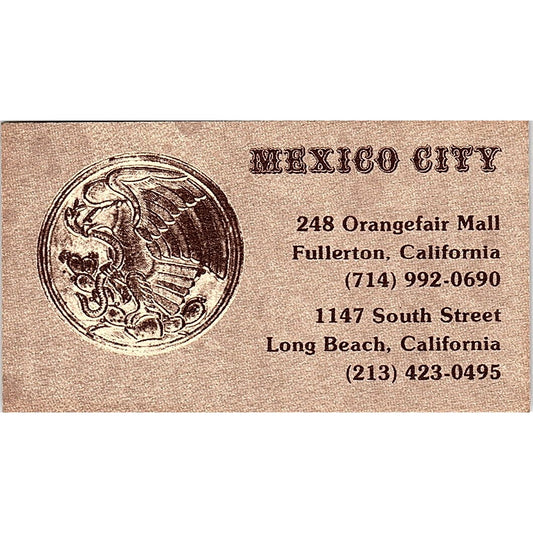 MEXICO CITY
248 Orangefair Mall
Fullerton, California
(714) 992-0690
1147 South Street
Long Beach, California
(213) 423-0495